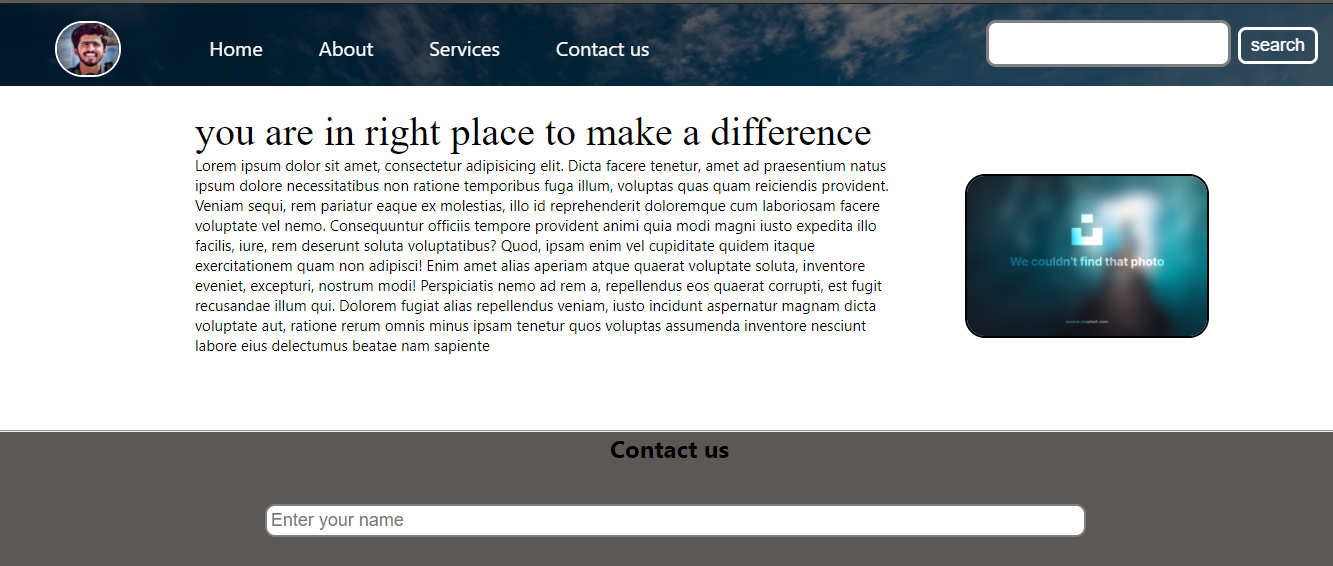 Home About Services Contact us search
you are in right place to make a difference
Lorem ipsum dolor sit amet, consectetur adipisicing elit. Dicta facere tenetur, amet ad praesentium natus
ipsum dolore necessitatibus non ratione temporibus fuga illum, voluptas quas quam reiciendis provident.
Veniam sequi, rem pariatur eaque ex molestias, illo id reprehenderit doloremque cum laboriosam facere
voluptate vel nemo. Consequuntur officiis tempore provident animi quia modi magni iusto expedita illo
facilis, iure, rem deserunt soluta voluptatibus? Quod, ipsam enim vel cupiditate quidem itaque
exercitationem quam non adipisci! Enim amet alias aperiam atque quaerat voluptate soluta, inventore
eveniet, excepturi, nostrum modi! Perspiciatis nemo ad rem a, repellendus eos quaerat corrupti, est fugit
recusandae illum qui. Dolorem fugiat alias repellendus veniam, iusto incidunt aspernatur magnam dicta
voluptate aut, ratione rerum omnis minus ipsam tenetur quos voluptas assumenda inventore nesciunt
labore eius delectumus beatae nam sapiente
We couldn't find that photo
Contact us
Enter your name